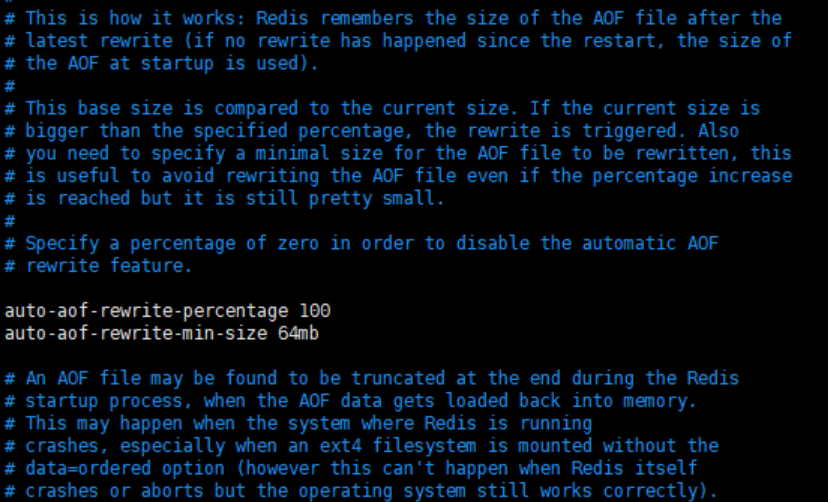 #
# This is how it works: Redis remembers the size of the AOF file after the
# latest rewrite (if no rewrite has happened since the restart, the size of
# the AOF at startup is used).
#
# This base size is compared to the current size. If the current size is
# bigger than the specified percentage, the rewrite is triggered. Also
# you need to specify a minimal size for the AOF file to be rewritten, this
# is useful to avoid rewriting the AOF file even if the percentage increase
# is reached but it is still pretty small.
#
# Specify a percentage of zero in order to disable the automatic AOF
# rewrite feature.

auto-aof-rewrite-percentage 100
auto-aof-rewrite-min-size 64mb

# An AOF file may be found to be truncated at the end during the Redis
# startup process, when the AOF data gets loaded back into memory.
# This may happen when the system where Redis is running
# crashes, especially when an ext4 filesystem is mounted without the
# data=ordered option (however this can't happen when Redis itself
# crashes or aborts but the operating system still works correctly).